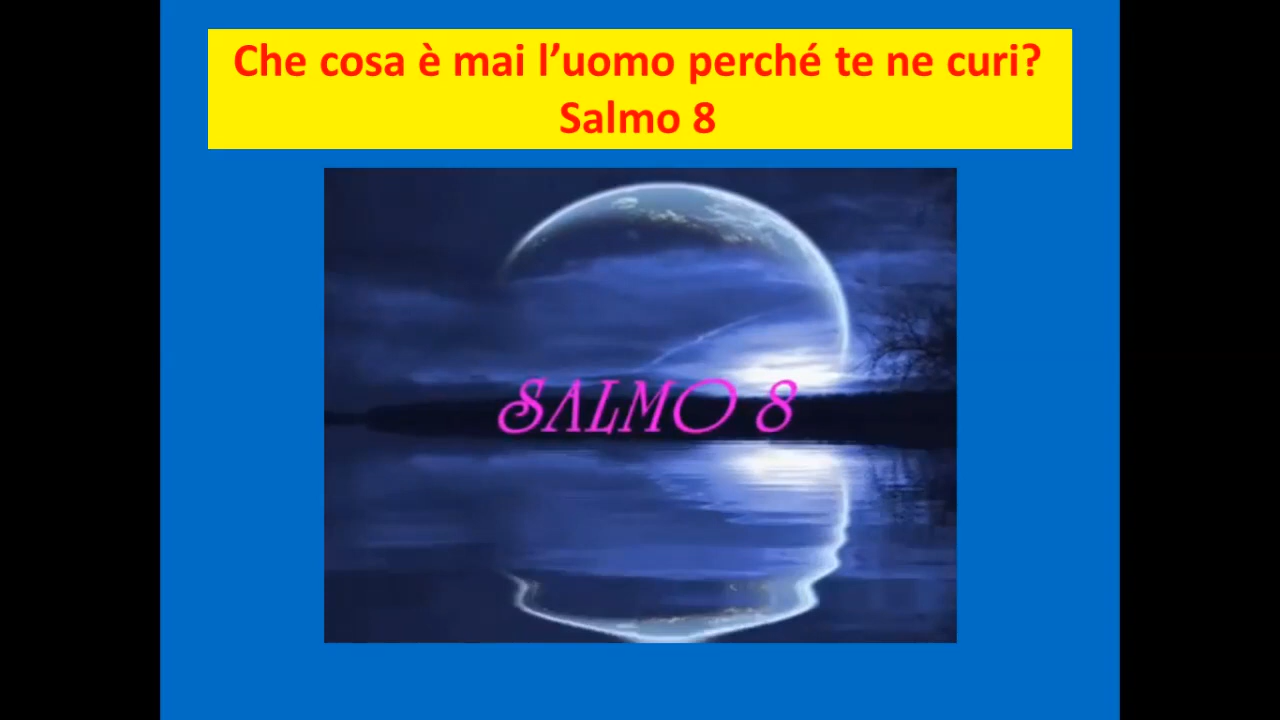 Che cosa è mai l’uomo perché te ne curi?
Salmo 8
SALMO 8